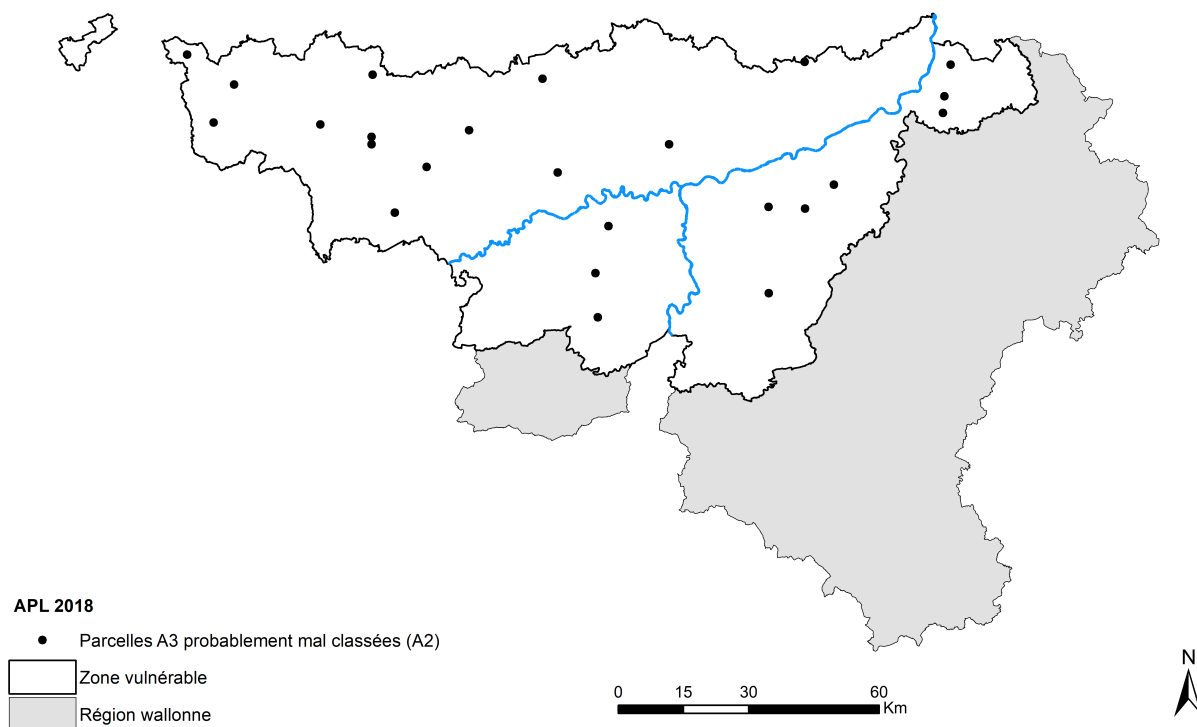 APL 2018
Parcelles A3 probablement mal classées (A2)
Zone vulnérable
Région wallonne
0 15 30 60
Km
N